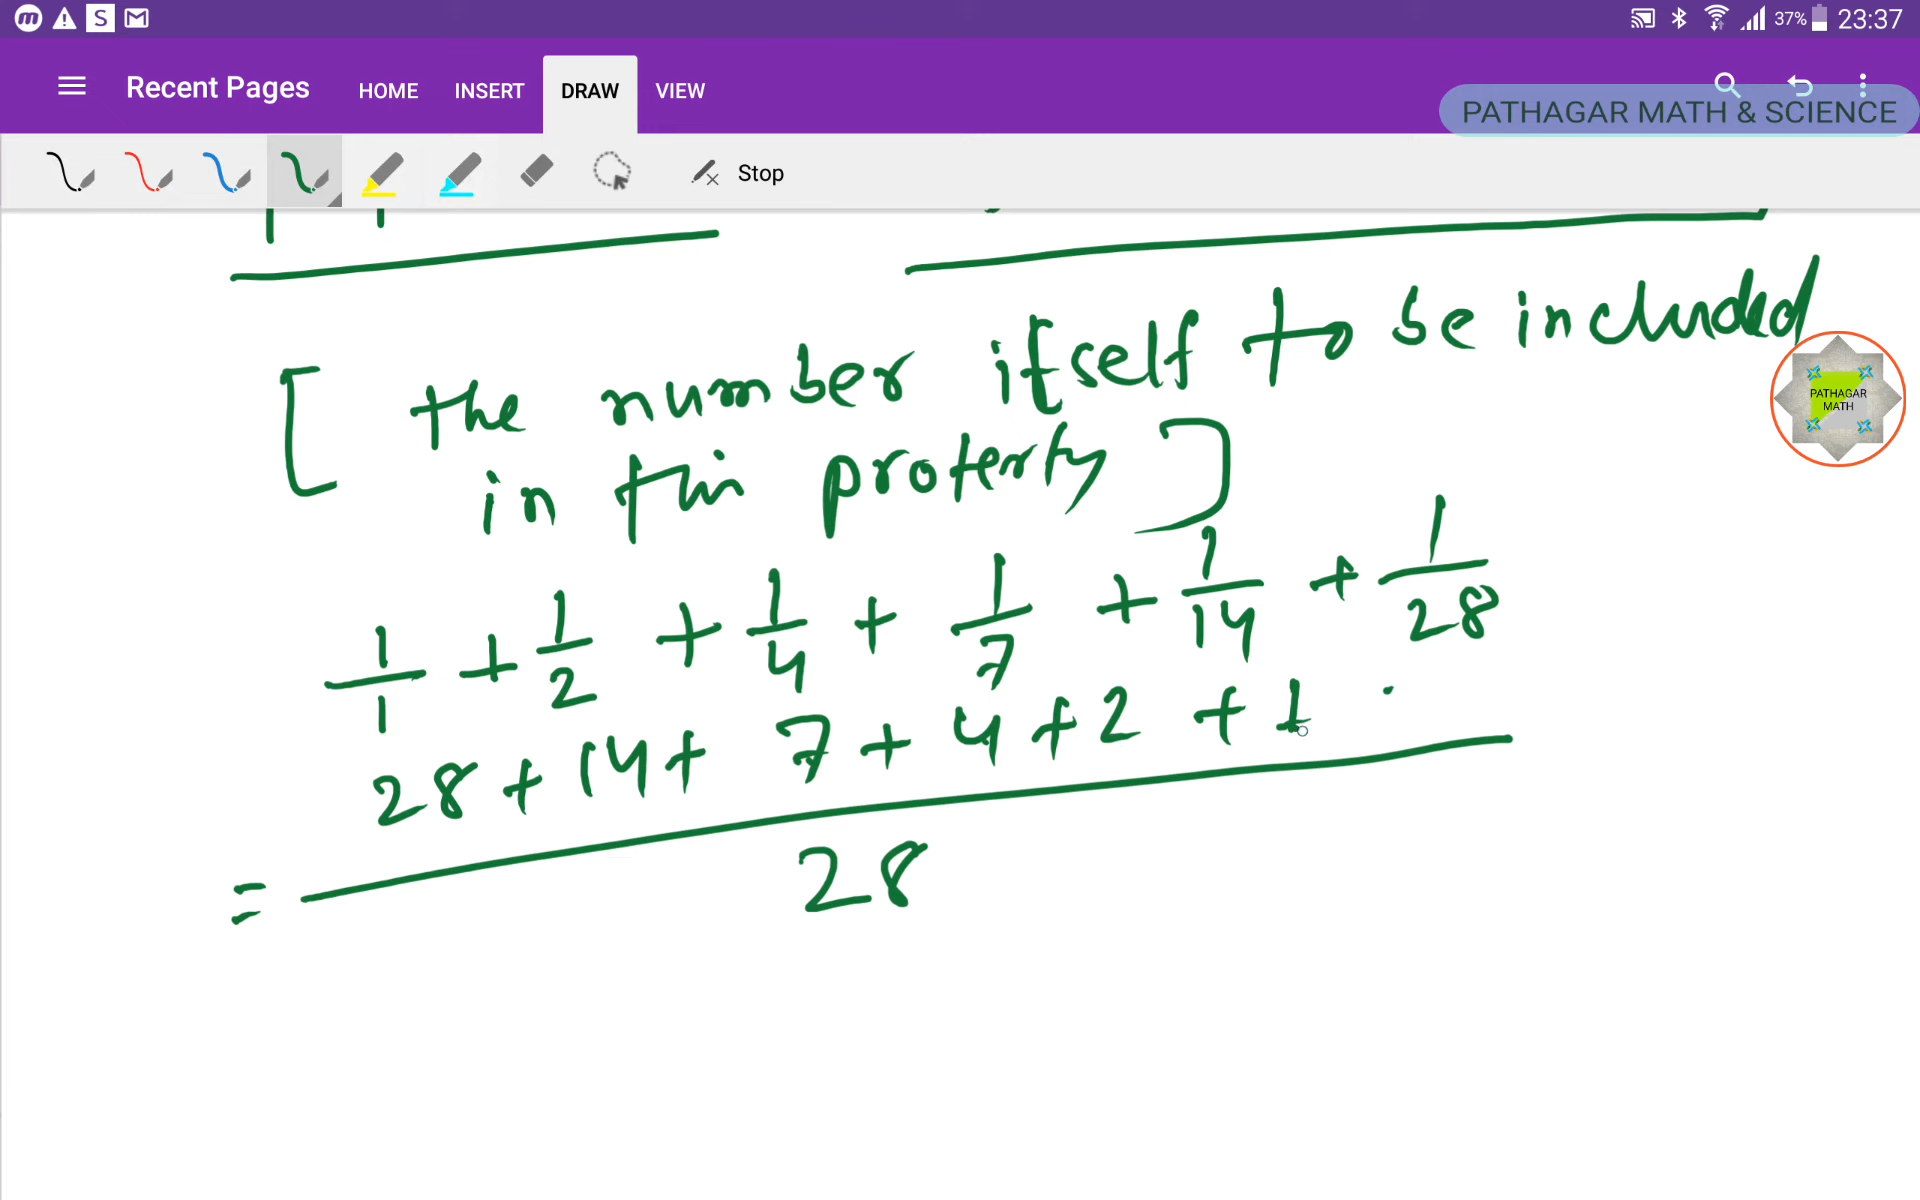 m S M 37% 23:37
Recent Pages HOME INSERT DRAW VIEW
PATHAGAR MATH & SCIENCE
Stop
[ the number itself to be included
in this property ]
PATHAGAR
MATH
1/1 + 1/2 + 1/4 + 1/7 + 1/14 + 1/28
28 + 14 + 7 + 4 + 2 + 1
=
28